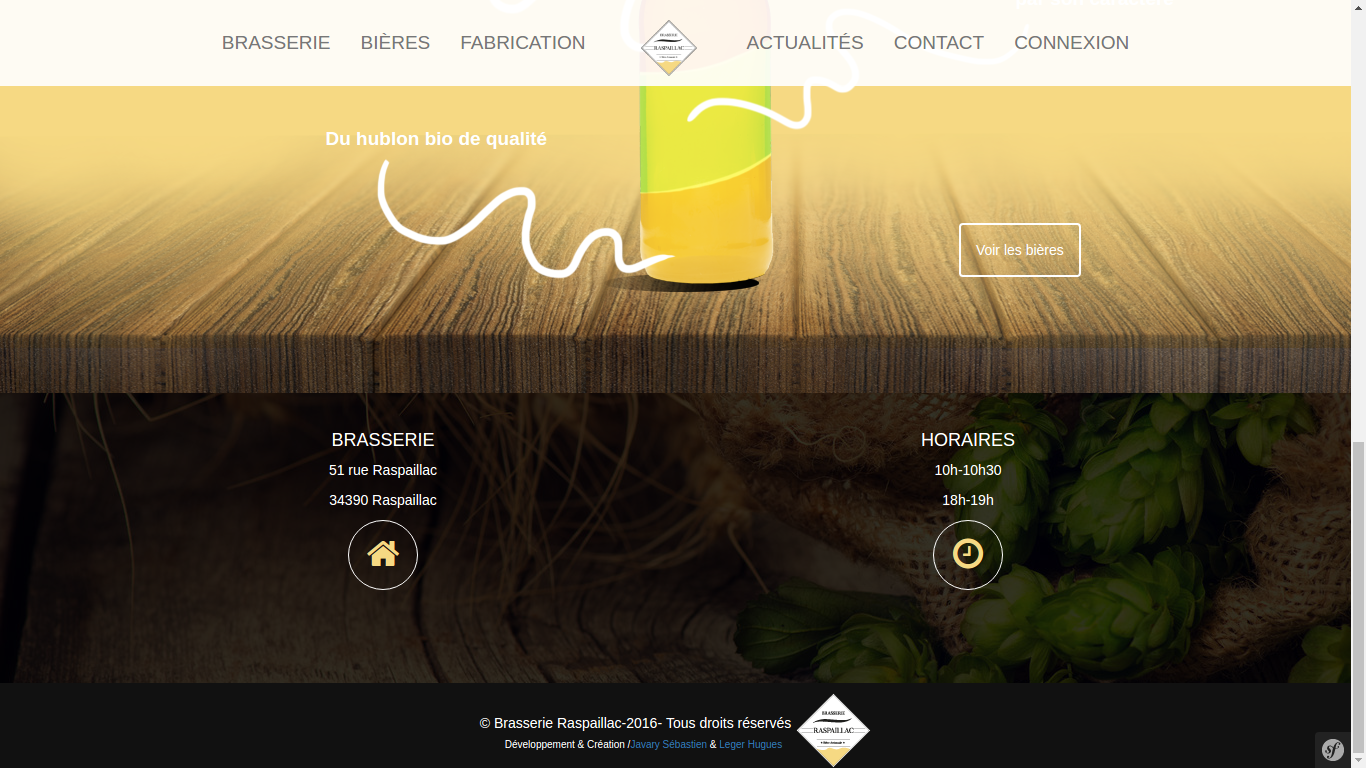 BRASSERIE BIÈRES FABRICATION BRASSERIE RASPAILLAC ACTUALITÉS CONTACT CONNEXION
Du hublon bio de qualité
Voir les bières
BRASSERIE
51 rue Raspaillac
34390 Raspaillac
HORAIRES
10h-10h30
18h-19h
© Brasserie Raspaillac-2016- Tous droits réservés
Développement & Création /Javary Sébastien & Leger Hugues
BRASSERIE
RASPAILLAC
sf